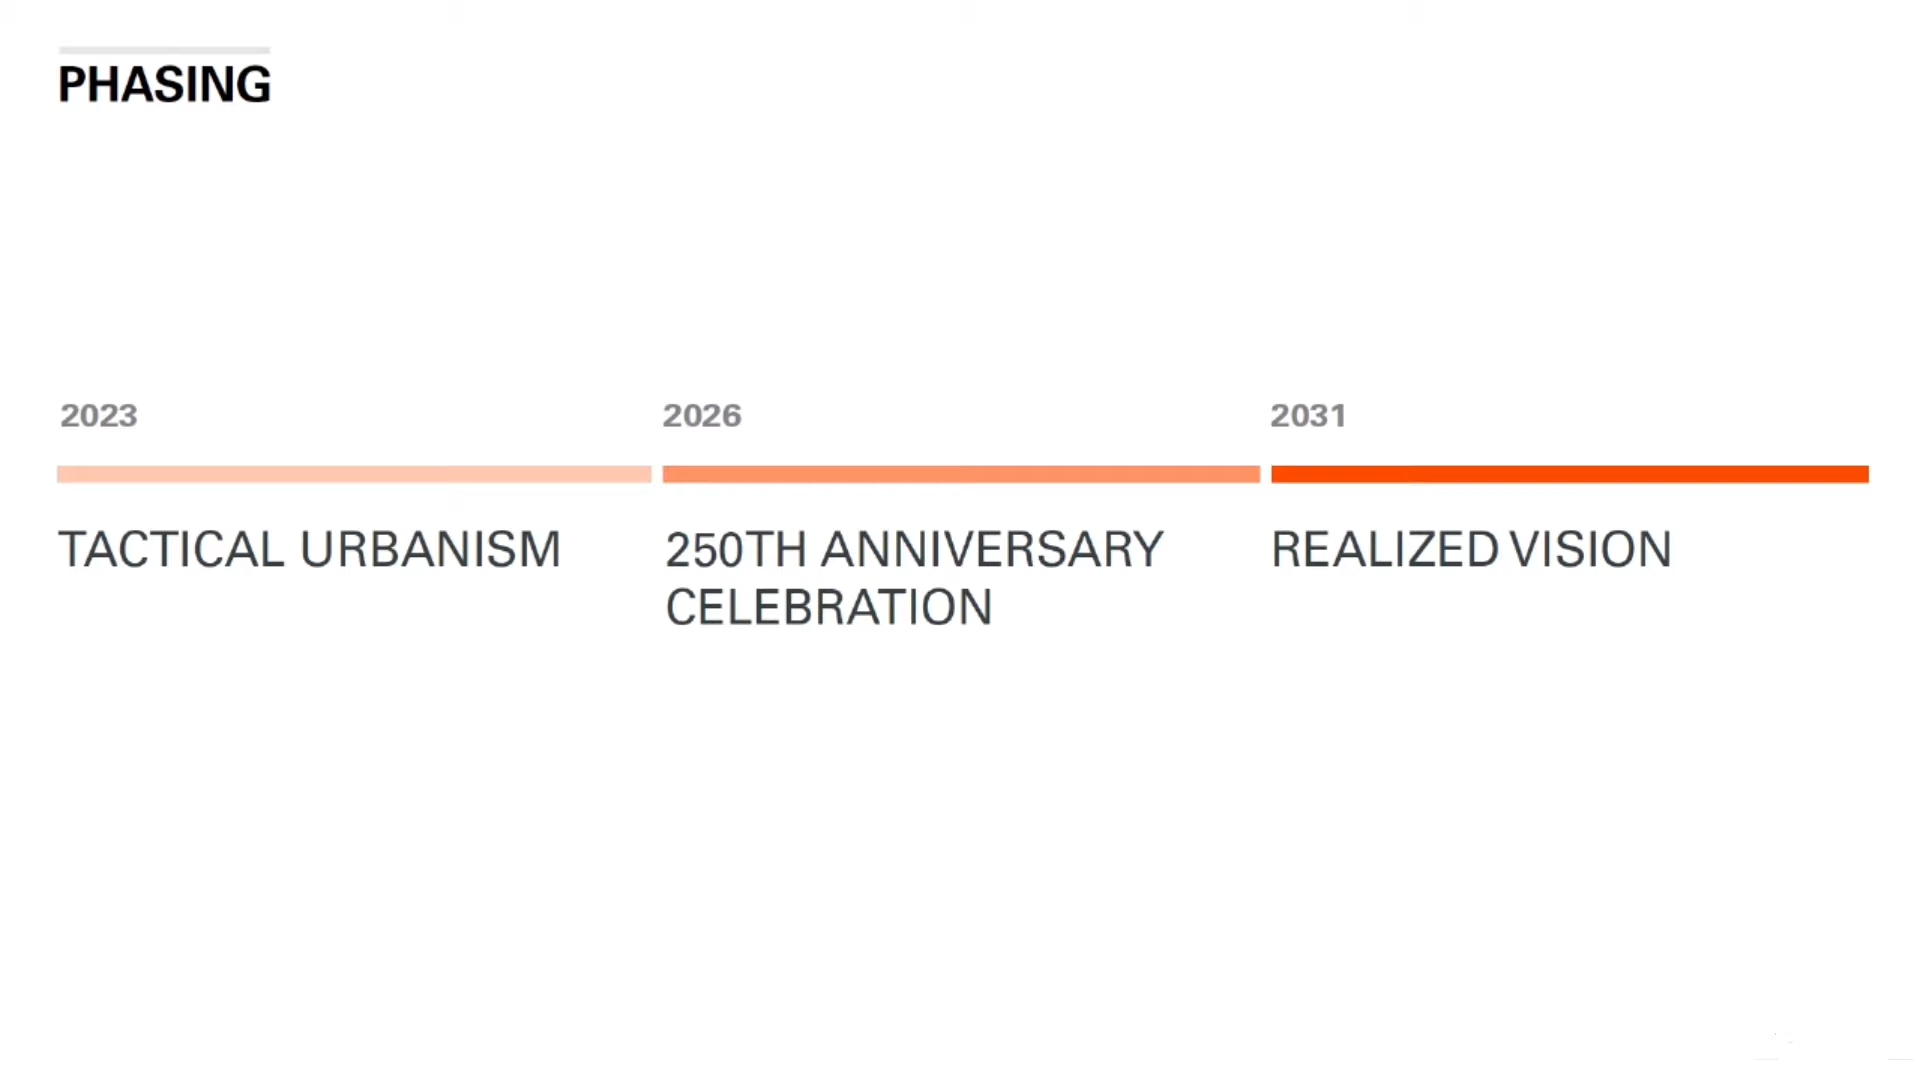 PHASING
2023
2026
2031
TACTICAL URBANISM
250TH ANNIVERSARY
CELEBRATION
REALIZED VISION